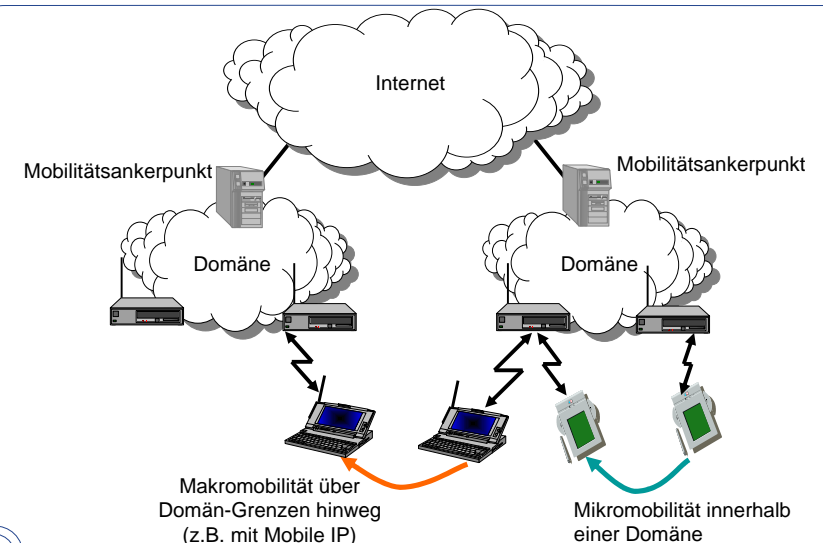 Internet
Mobilitätsankerpunkt
Mobilitätsankerpunkt
Domäne
Domäne
Makromobilität über
Domän-Grenzen hinweg
(z.B. mit Mobile IP)
Mikromobilität innerhalb
einer Domäne